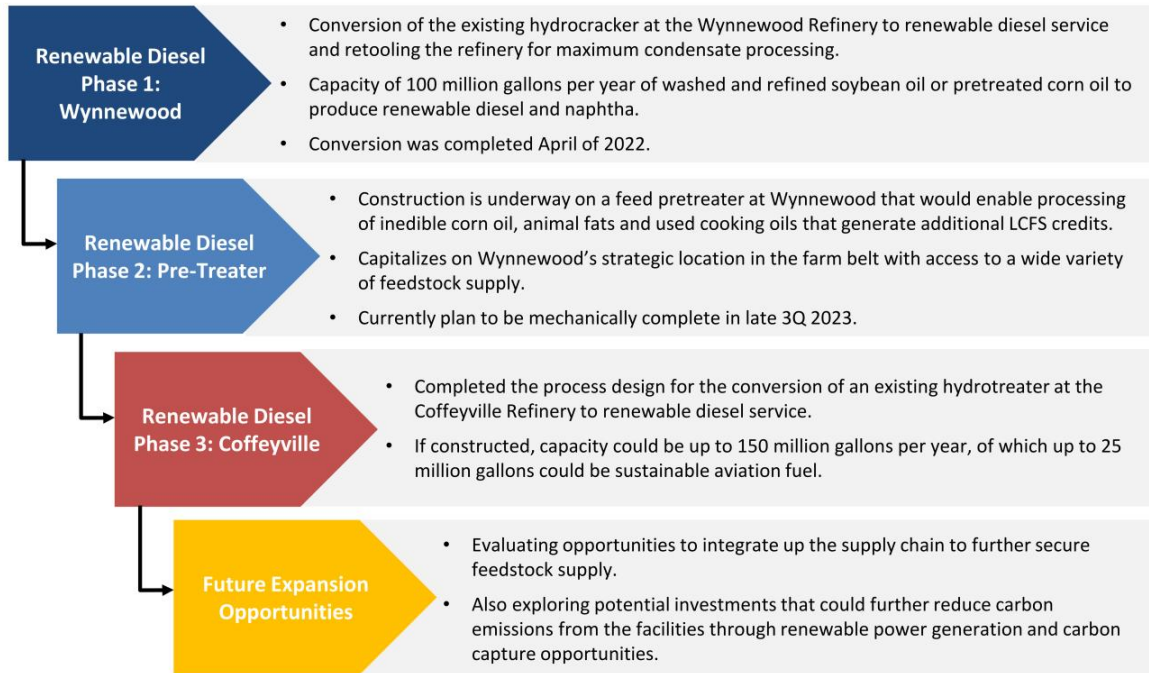 Renewable Diesel
Phase 1:
Wynnewood
• Conversion of the existing hydrocracker at the Wynnewood Refinery to renewable diesel service
and retooling the refinery for maximum condensate processing.
• Capacity of 100 million gallons per year of washed and refined soybean oil or pretreated corn oil to
produce renewable diesel and naphtha.
• Conversion was completed April of 2022.
Renewable Diesel
Phase 2: Pre-Treater
• Construction is underway on a feed pretreater at Wynnewood that would enable processing
of inedible corn oil, animal fats and used cooking oils that generate additional LCFS credits.
• Capitalizes on Wynnewood’s strategic location in the farm belt with access to a wide variety
of feedstock supply.
• Currently plan to be mechanically complete in late 3Q 2023.
Renewable Diesel
Phase 3: Coffeyville
• Completed the process design for the conversion of an existing hydrotreater at the
Coffeyville Refinery to renewable diesel service.
• If constructed, capacity could be up to 150 million gallons per year, of which up to 25
million gallons could be sustainable aviation fuel.
Future Expansion
Opportunities
• Evaluating opportunities to integrate up the supply chain to further secure
feedstock supply.
• Also exploring potential investments that could further reduce carbon
emissions from the facilities through renewable power generation and carbon
capture opportunities.